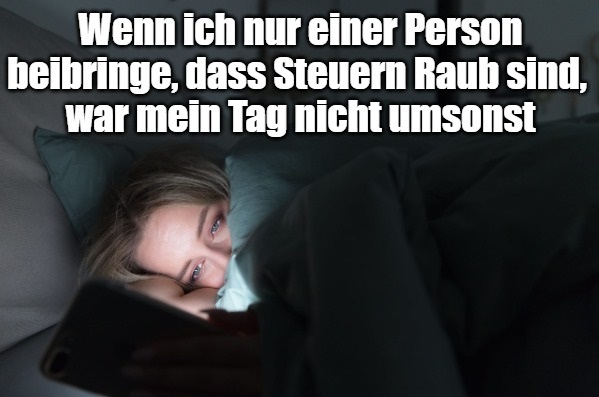 Wenn ich nur einer Person
beibringe, dass Steuern Raub sind,
war mein Tag nicht umsonst